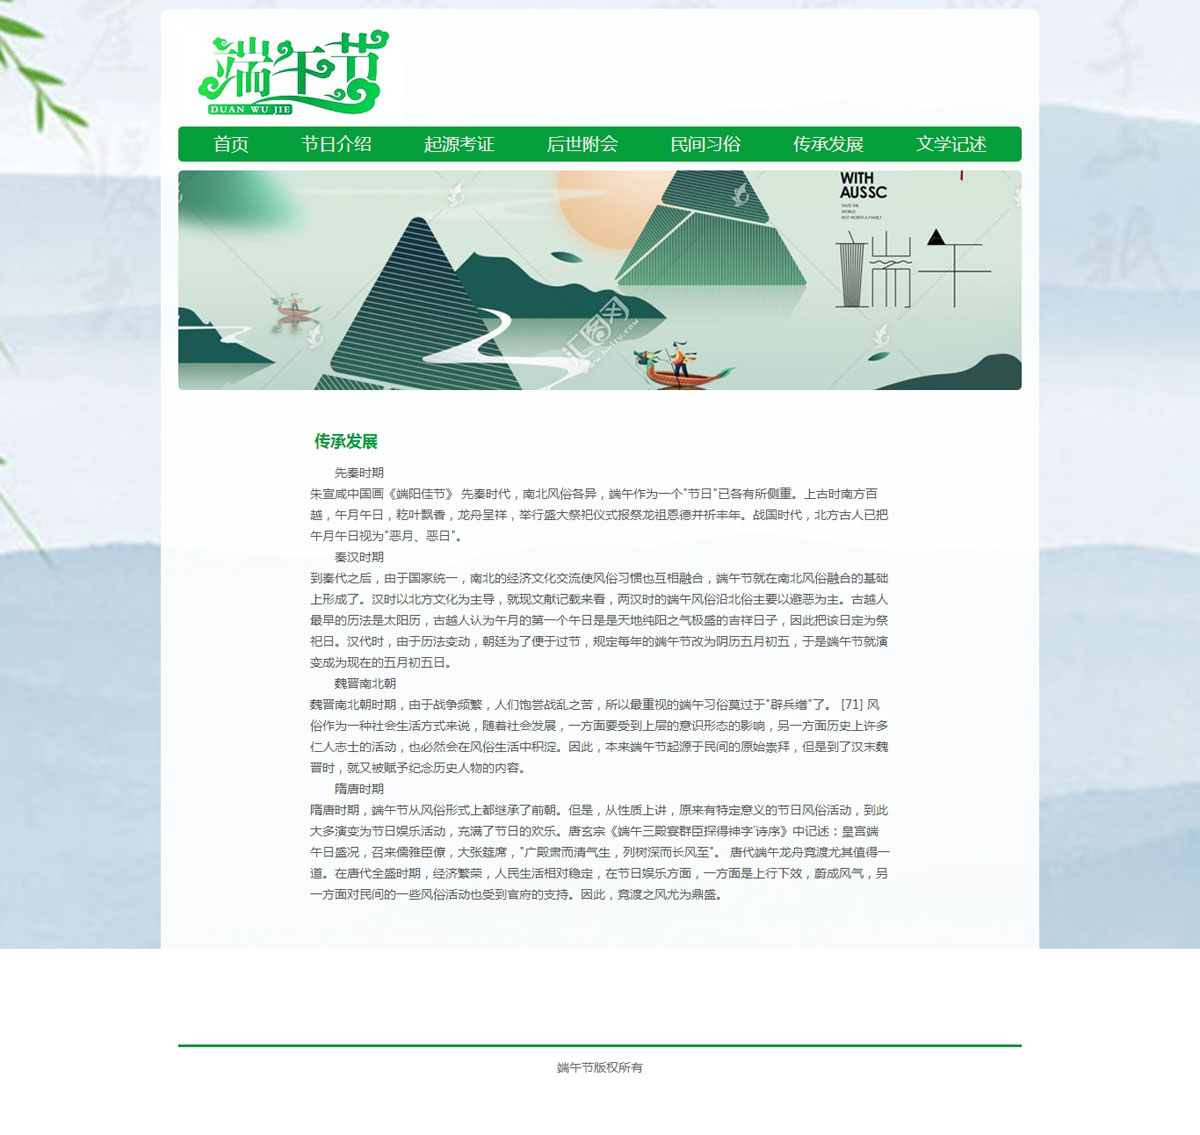 端午节
DUAN WU JIE
首页 节日介绍 起源考证 后世附会 民间习俗 传承发展 文学记述
WITH
AUSSC
TASTE THE
WORLD
NOT WORTH A FAMILY
端午
汇图网
传承发展
先秦时期
朱宣咸中国画《端阳佳节》 先秦时代，南北风俗各异，端午作为一个"节日"已各有所侧重。上古时南方百
越，午月午日，籺叶飘香，龙舟呈祥，举行盛大祭祀仪式报祭龙祖恩德并祈丰年。战国时代，北方古人已把
午月午日视为"恶月、恶日"。
秦汉时期
到秦代之后，由于国家统一，南北的经济文化交流使风俗习惯也互相融合，端午节就在南北风俗融合的基础
上形成了。汉时以北方文化为主导，就现文献记载来看，两汉时的端午风俗沿北俗主要以避恶为主。古越人
最早的历法是太阳历，古越人认为午月的第一个午日是是天地纯阳之气极盛的吉祥日子，因此把该日定为祭
祀日。汉代时，由于历法变动，朝廷为了便于过节，规定每年的端午节改为阴历五月初五，于是端午节就演
变成为现在的五月初五日。
魏晋南北朝
魏晋南北朝时期，由于战争频繁，人们饱尝战乱之苦，所以最重视的端午习俗莫过于"辟兵缯"了。 [71] 风
俗作为一种社会生活方式来说，随着社会发展，一方面要受到上层的意识形态的影响，另一方面历史上许多
仁人志士的活动，也必然会在风俗生活中积淀。因此，本来端午节起源于民间的原始崇拜，但是到了汉末魏
晋时，就又被赋予纪念历史人物的内容。
隋唐时期
隋唐时期，端午节从风俗形式上都继承了前朝。但是，从性质上讲，原来有特定意义的节日风俗活动，到此
大多演变为节日娱乐活动，充满了节日的欢乐。唐玄宗《端午三殿宴群臣探得神字'诗序》中记述：皇宫端
午日盛况，召来儒雅臣僚，大张筵席，"广殿肃而清气生，列树深而长风至"。 唐代端午龙舟竞渡尤其值得一
道。在唐代全盛时期，经济繁荣，人民生活相对稳定，在节日娱乐方面，一方面是上行下效，蔚成风气，另
一方面对民间的一些风俗活动也受到官府的支持。因此，竞渡之风尤为鼎盛。
端午节版权所有